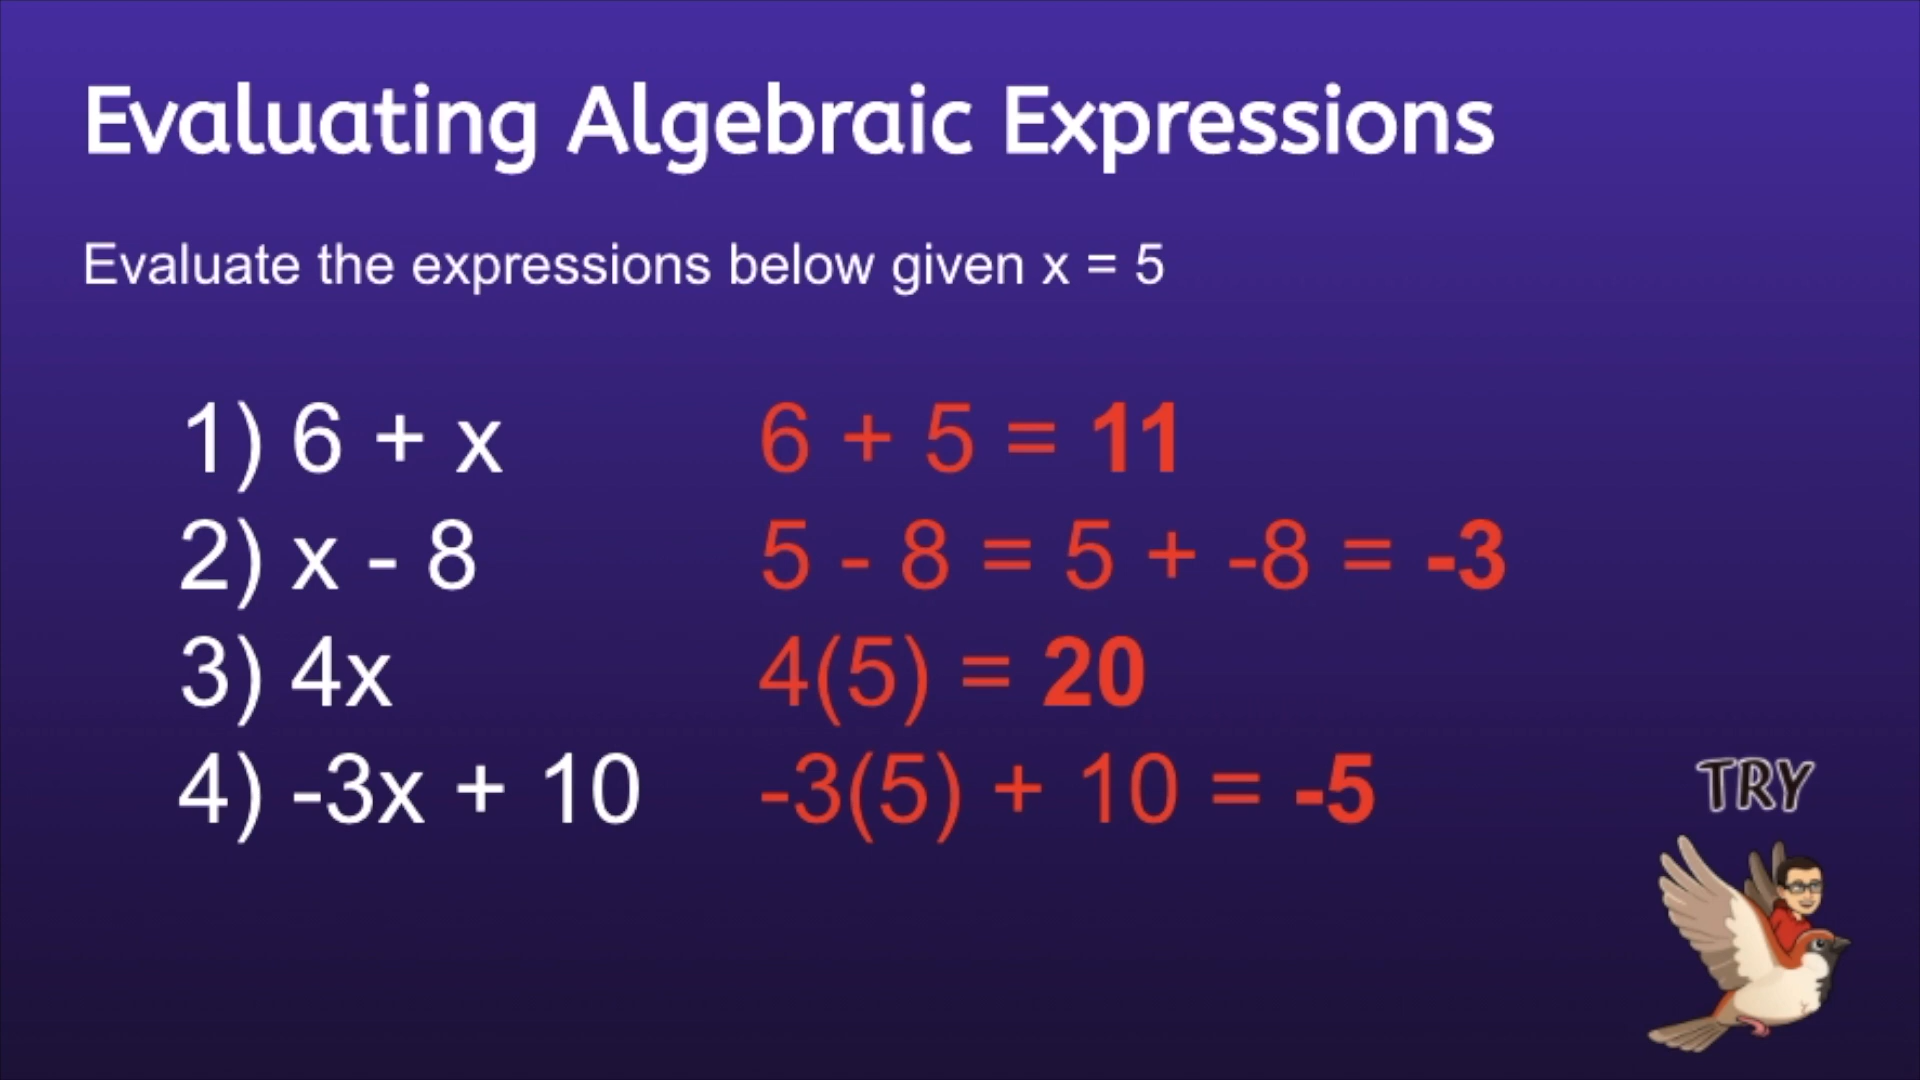 Evaluating Algebraic Expressions
Evaluate the expressions below given x = 5
1) 6 + x 6 + 5 = 11
2) x - 8 5 - 8 = 5 + -8 = -3
3) 4x 4(5) = 20
4) -3x + 10 -3(5) + 10 = -5
TRY